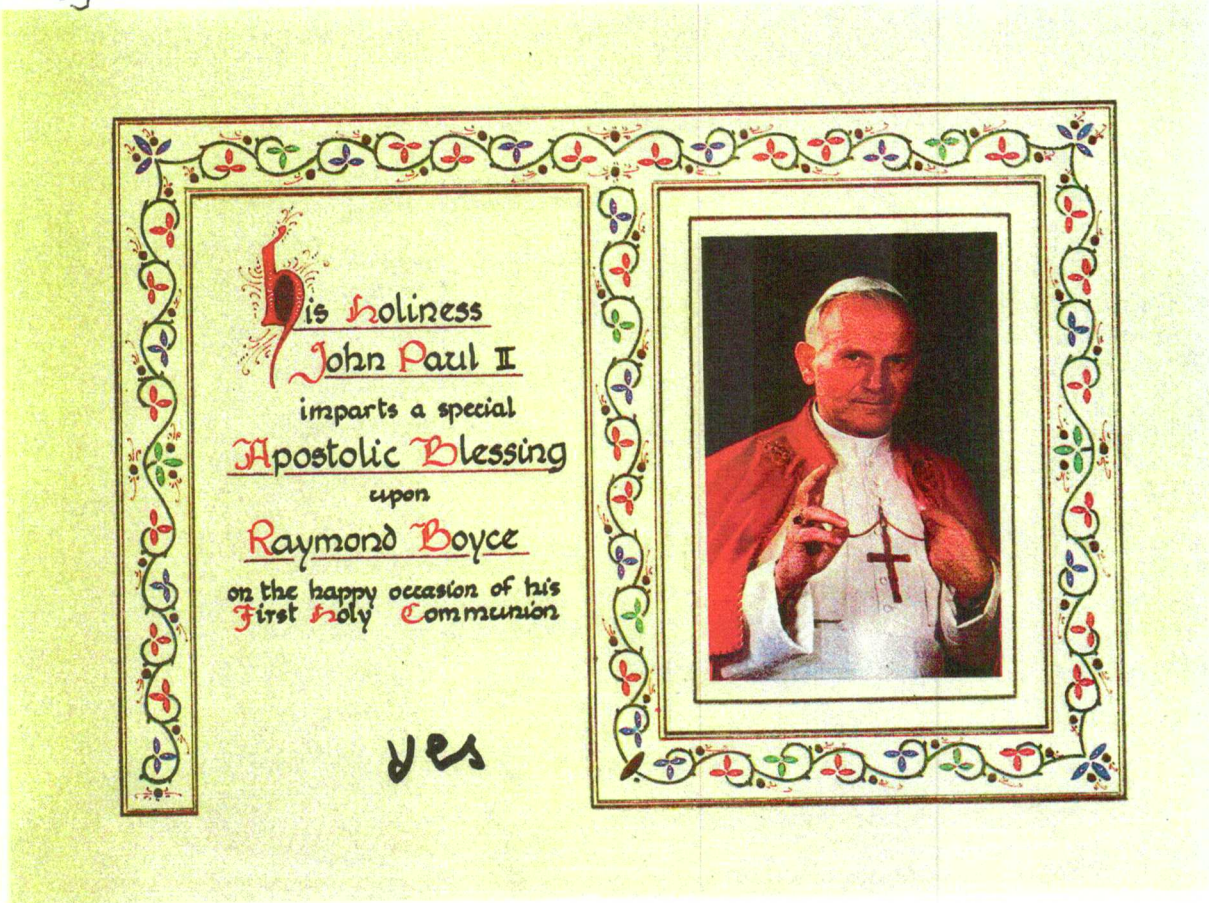 His Holiness
John Paul II
imparts a special
Apostolic Blessing
upon
Raymond Boyce
on the happy occasion of his
First Holy Communion
yes